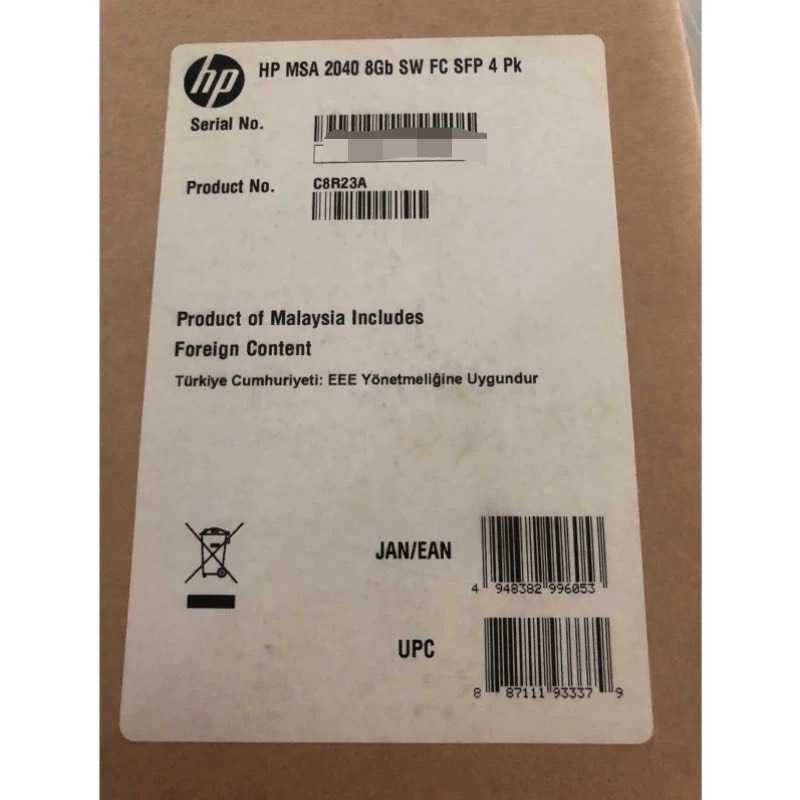 hp
HP MSA 2040 8Gb SW FC SFP 4 Pk
Serial No.
Product No.
C8R23A
Product of Malaysia Includes
Foreign Content
Türkiye Cumhuriyeti: EEE Yönetmeliğine Uygundur
JAN/EAN
4 948382 996053
UPC
8 87111 93337 9